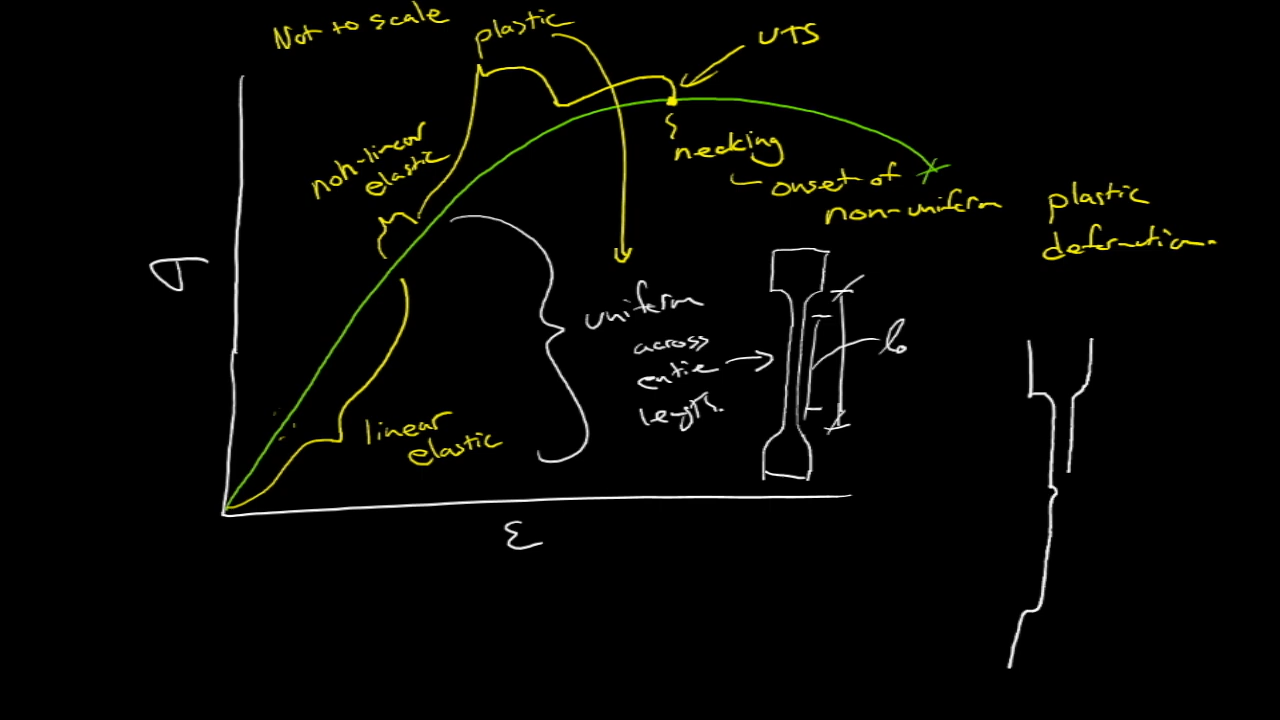 Not to scale
plastic
UTS
non-linear
elastic
necking
onset of
non-uniform plastic
deformation.
σ
uniform
across
entire
length.
lo
linear
elastic
ε